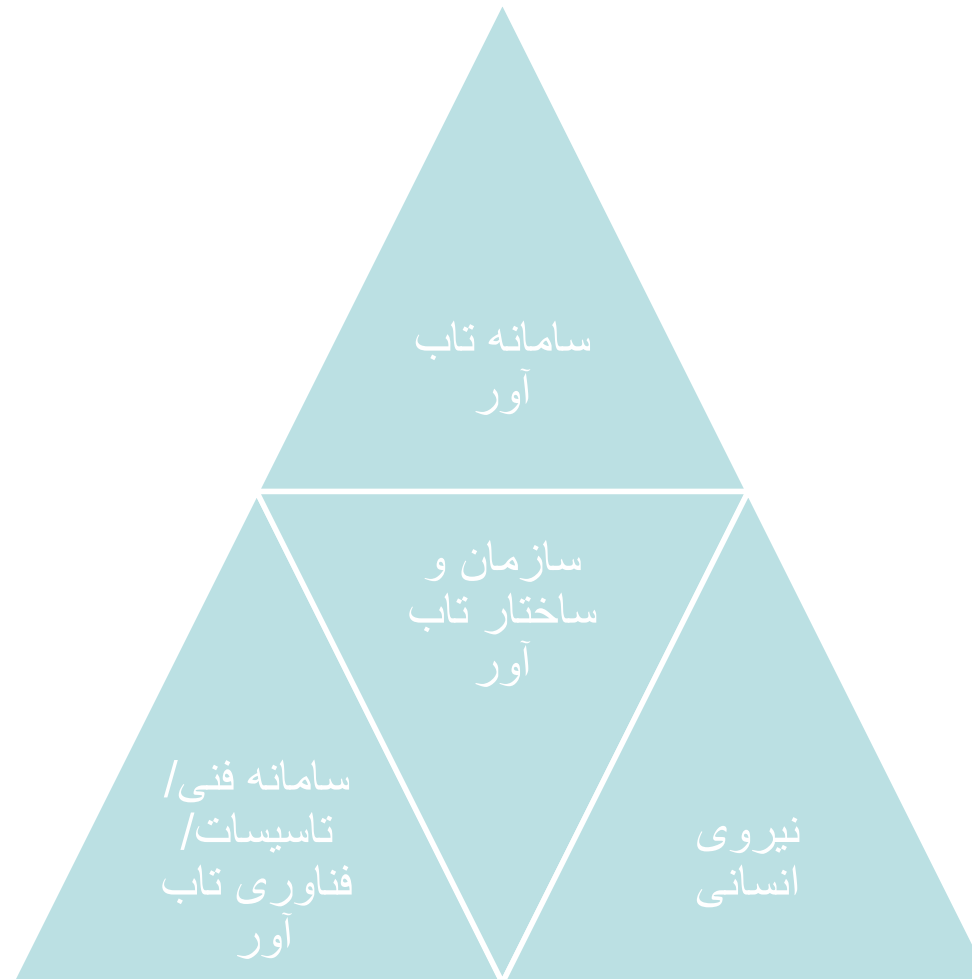 سامانه تاب
آور
سازمان و
ساختار تاب
آور
سامانه فنی/
تاسیسات/
فناوری تاب
آور
نیروی
انسانی